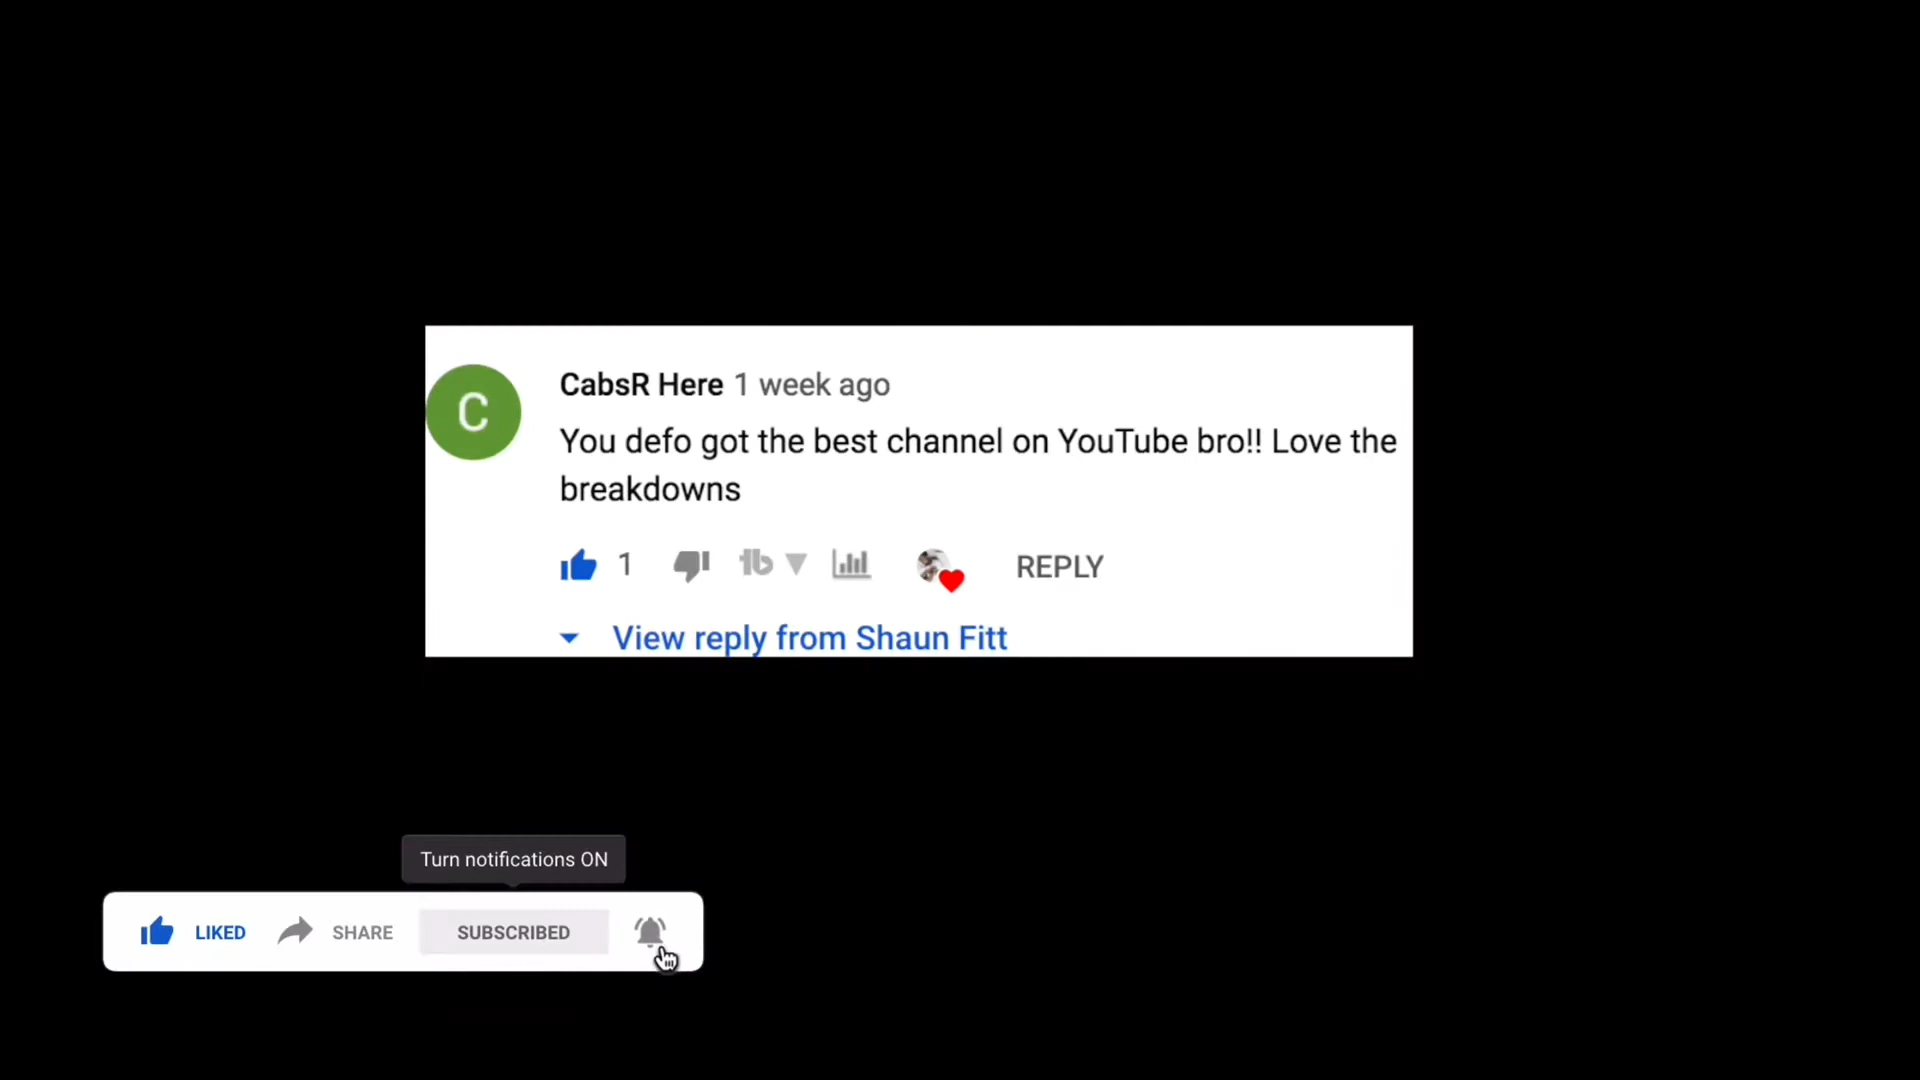 C
CabsR Here 1 week ago
You defo got the best channel on YouTube bro!! Love the
breakdowns
1 tb REPLY
View reply from Shaun Fitt
Turn notifications ON
LIKED SHARE SUBSCRIBED